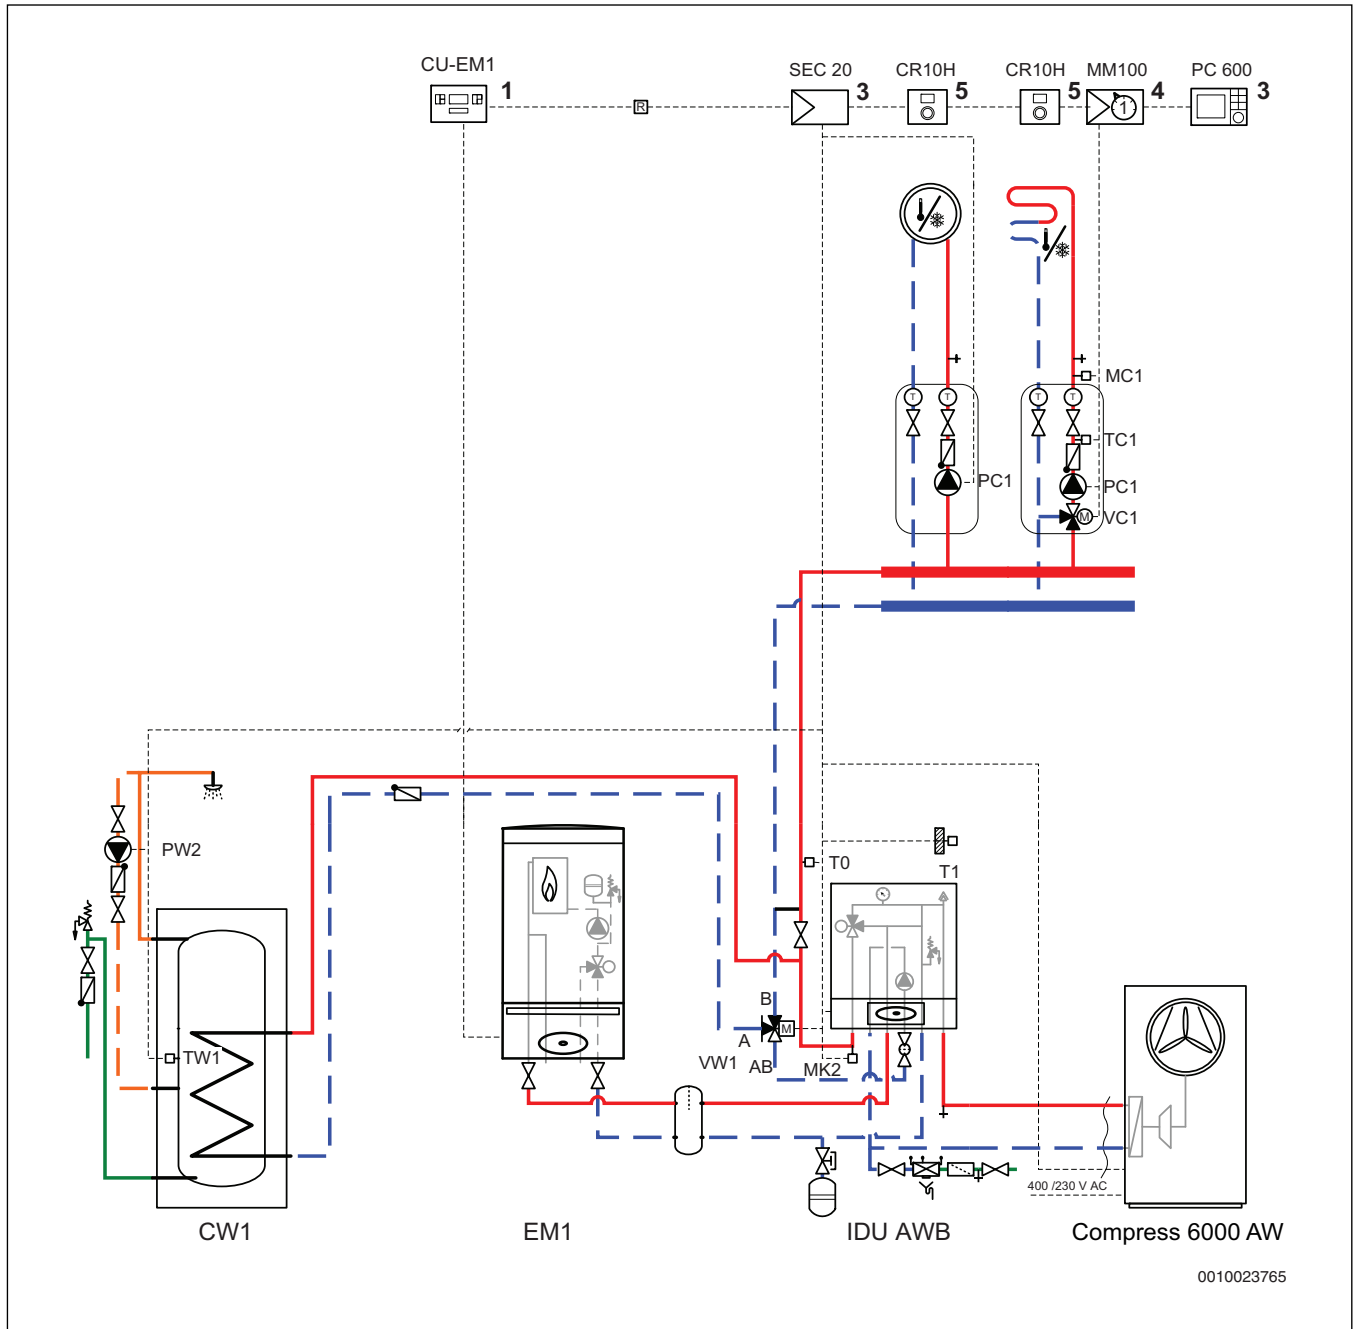 CU-EM1 1
R
SEC 20 3
CR10H 5
CR10H 5
MM100 4
1
PC 600 3
MC1
T T
T T
TC1
PC1
PC1
M VC1
PW2
T0
T1
TW1
B
A M
VW1 AB
MK2
400 /230 V AC
CW1
EM1
IDU AWB
Compress 6000 AW
0010023765